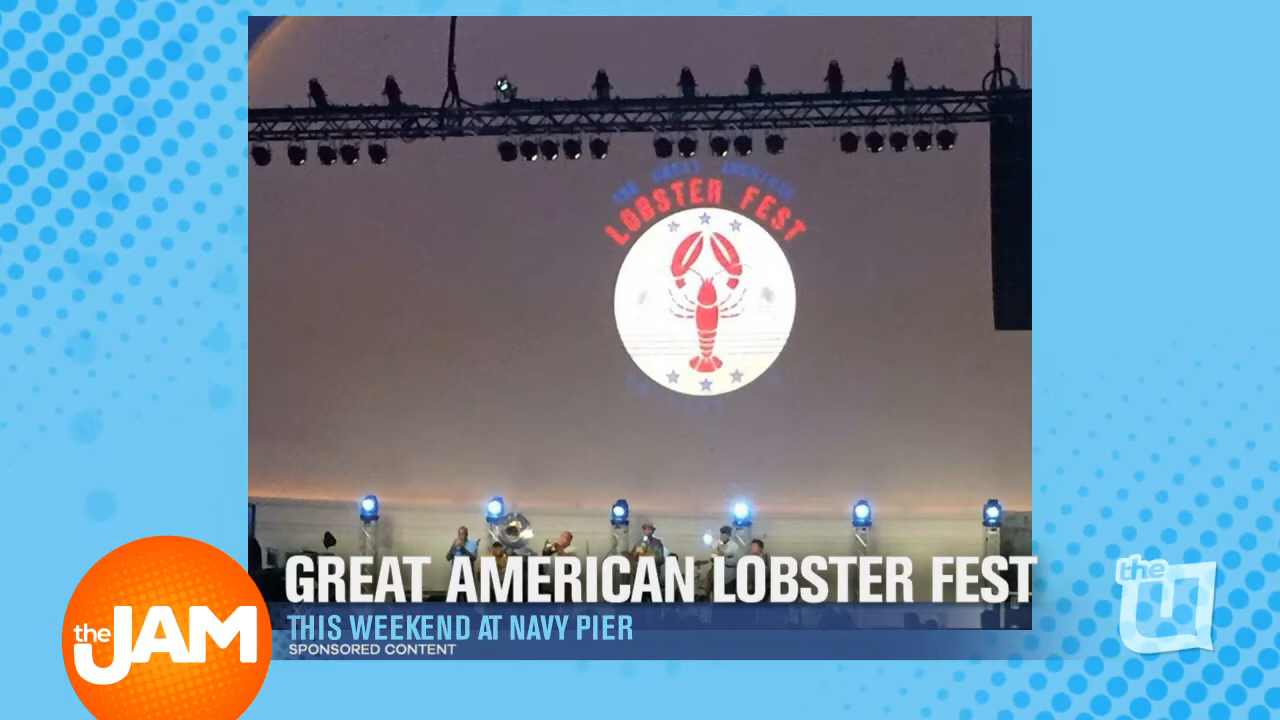 THE GREAT AMERICAN
LOBSTER FEST
GREAT AMERICAN LOBSTER FEST
THIS WEEKEND AT NAVY PIER
SPONSORED CONTENT
the JAM
the U